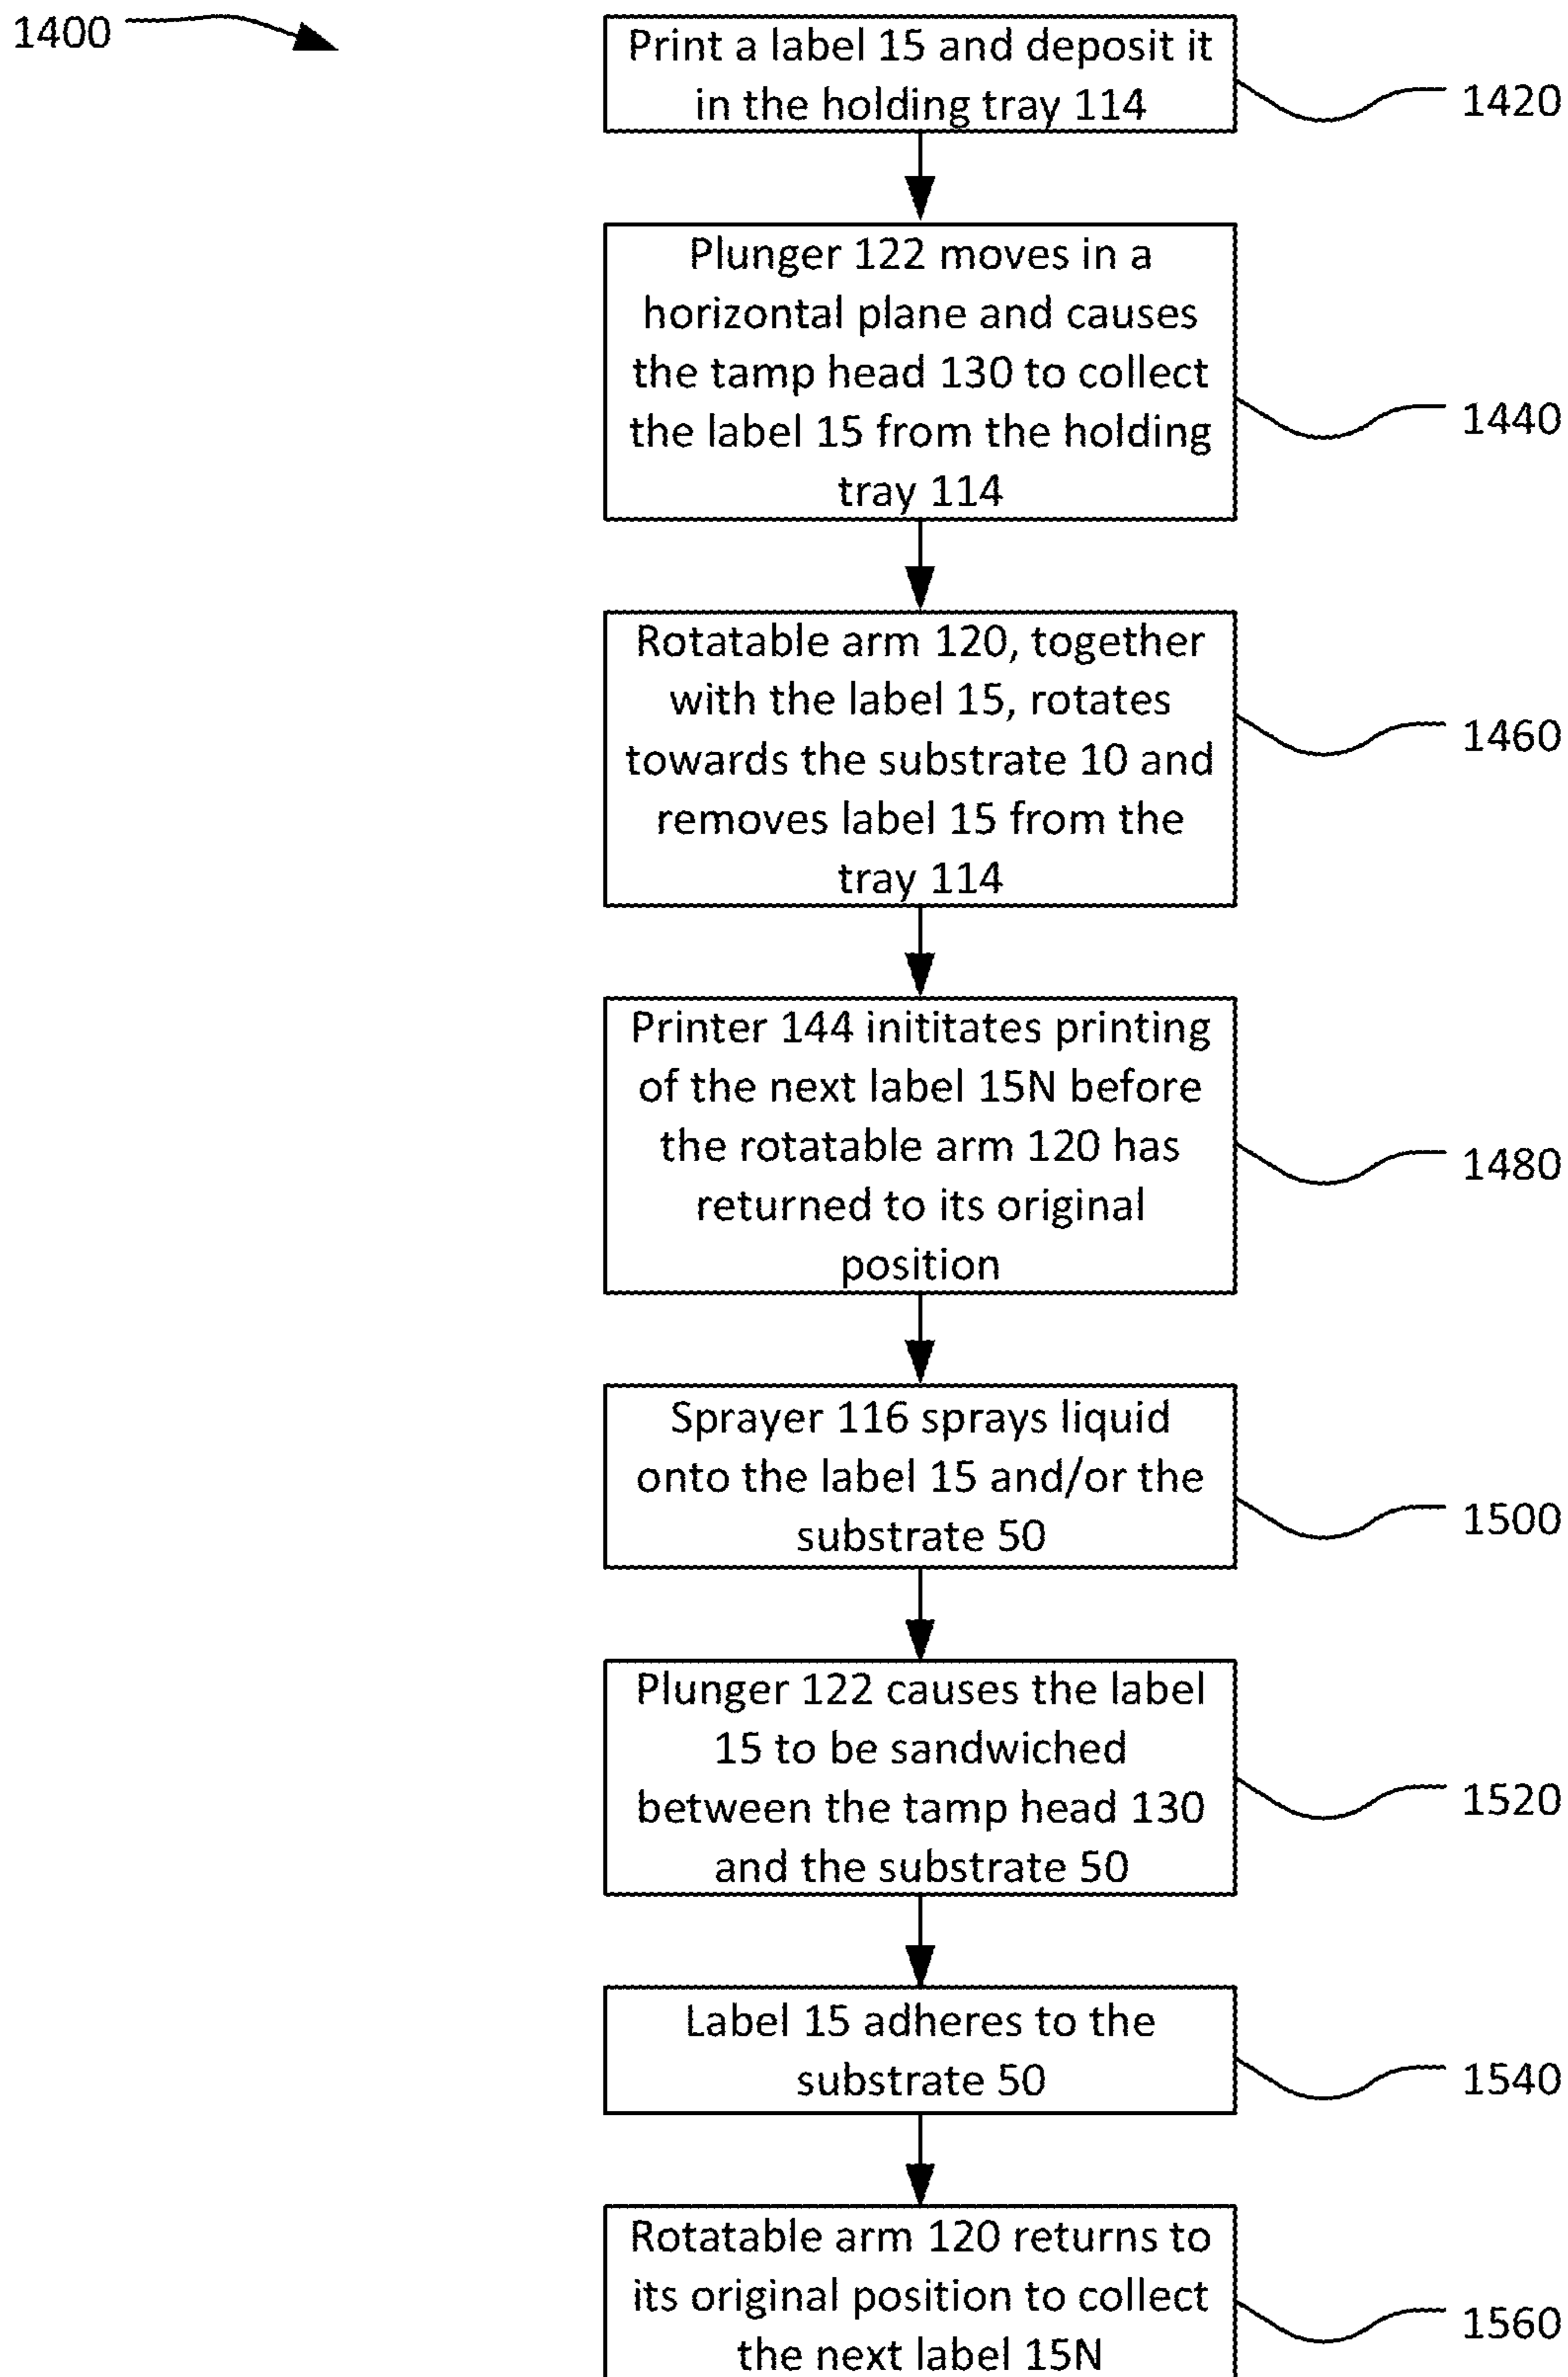 1400
Print a label 15 and deposit it
in the holding tray 114
1420
Plunger 122 moves in a
horizontal plane and causes
the tamp head 130 to collect
the label 15 from the holding
tray 114
1440
Rotatable arm 120, together
with the label 15, rotates
towards the substrate 10 and
removes label 15 from the
tray 114
1460
Printer 144 inititates printing
of the next label 15N before
the rotatable arm 120 has
returned to its original
position
1480
Sprayer 116 sprays liquid
onto the label 15 and/or the
substrate 50
1500
Plunger 122 causes the label
15 to be sandwiched
between the tamp head 130
and the substrate 50
1520
Label 15 adheres to the
substrate 50
1540
Rotatable arm 120 returns to
its original position to collect
the next label 15N
1560